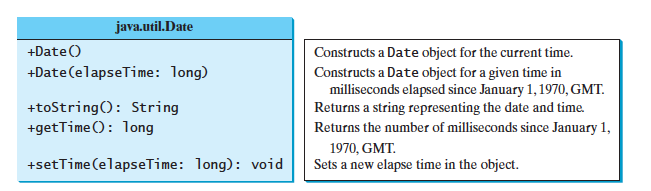 java.util.Date
+Date()
Constructs a Date object for the current time.
+Date(elapseTime: long)
Constructs a Date object for a given time in
milliseconds elapsed since January 1, 1970, GMT.
+toString(): String
Returns a string representing the date and time.
+getTime(): long
Returns the number of milliseconds since January 1,
1970, GMT.
+setTime(elapseTime: long): void
Sets a new elapse time in the object.